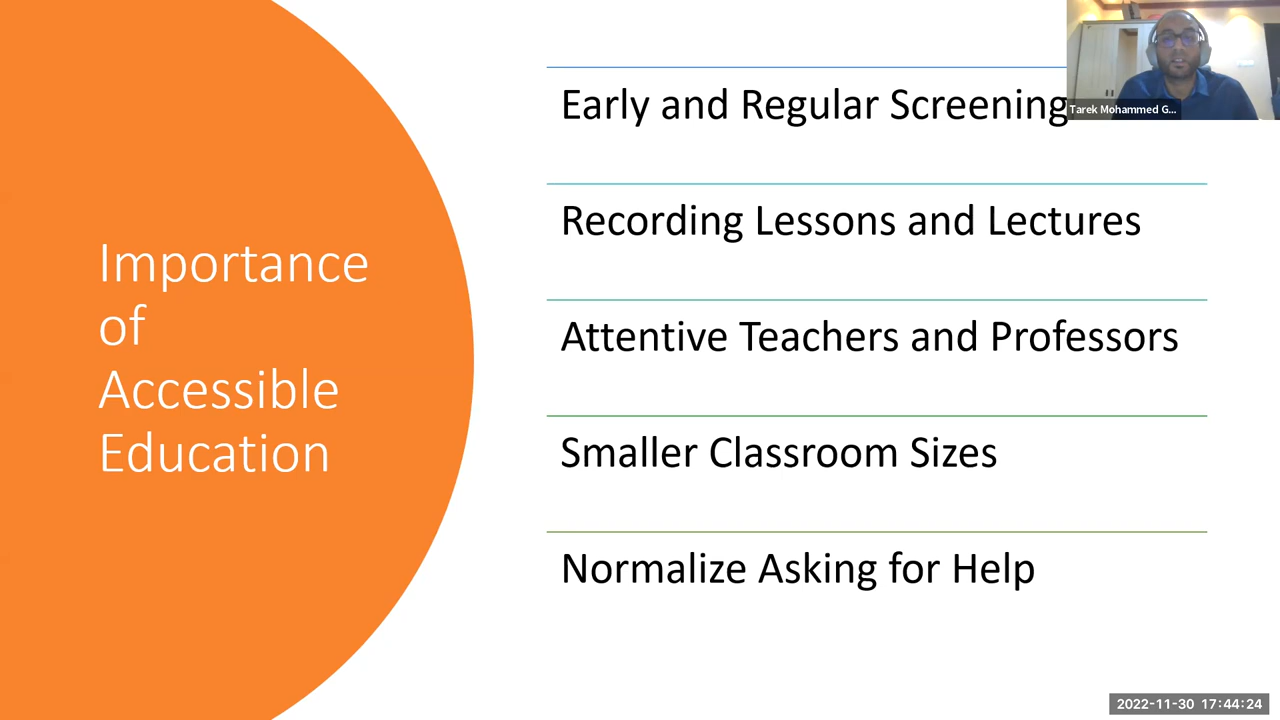 Importance
of
Accessible
Education
Early and Regular Screening
Recording Lessons and Lectures
Attentive Teachers and Professors
Smaller Classroom Sizes
Normalize Asking for Help
Tarek Mohammed G...
2022-11-30 17:44:24